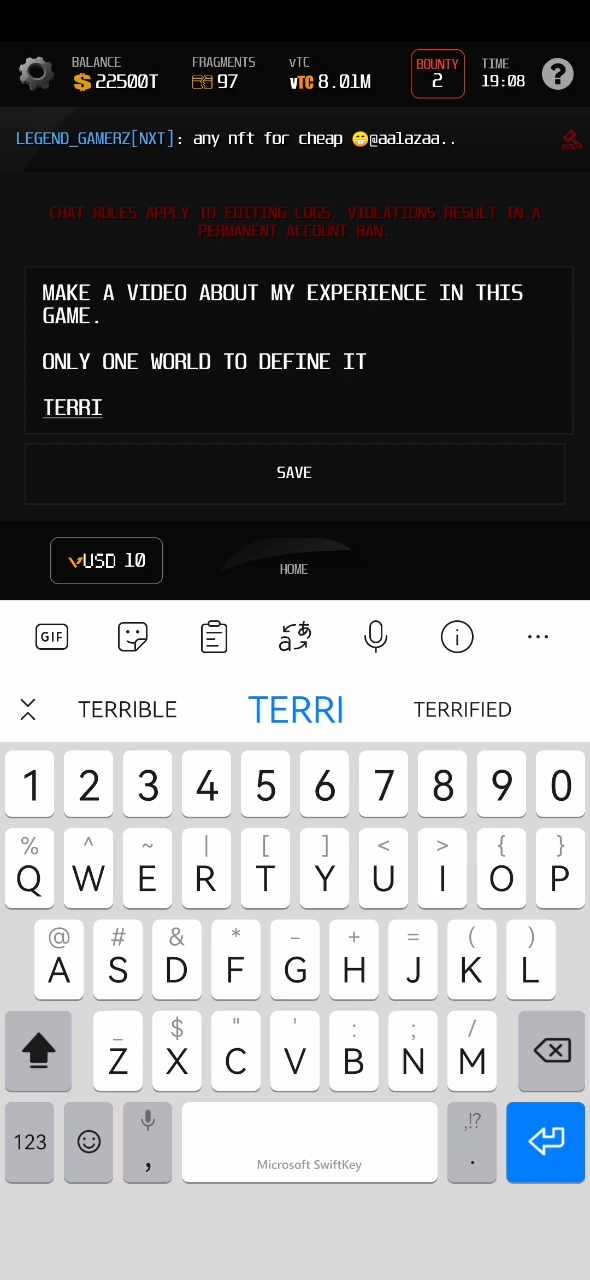 BALANCE
22500T
FRAGMENTS
97
vTC
vTC 8.01M
BOUNTY
2
TIME
19:08
?
LEGEND_GAMERZ[NXT]: any nft for cheap 😁@aalazaa..
CHAT RULES APPLY TO EDITING LOGS. VIOLATIONS RESULT IN A
PERMANENT ACCOUNT BAN.
MAKE A VIDEO ABOUT MY EXPERIENCE IN THIS
GAME.
ONLY ONE WORLD TO DEFINE IT
TERRI
SAVE
vUSD 10
HOME
GIF
aあ
TERRIBLE TERRI TERRIFIED
1 2 3 4 5 6 7 8 9 0
% ^ ~ | [ ] < > { }
Q W E R T Y U I O P
@ # & * - + = ( )
A S D F G H J K L
_ $ " ' : ; /
Z X C V B N M
123 , Microsoft SwiftKey ,!? .